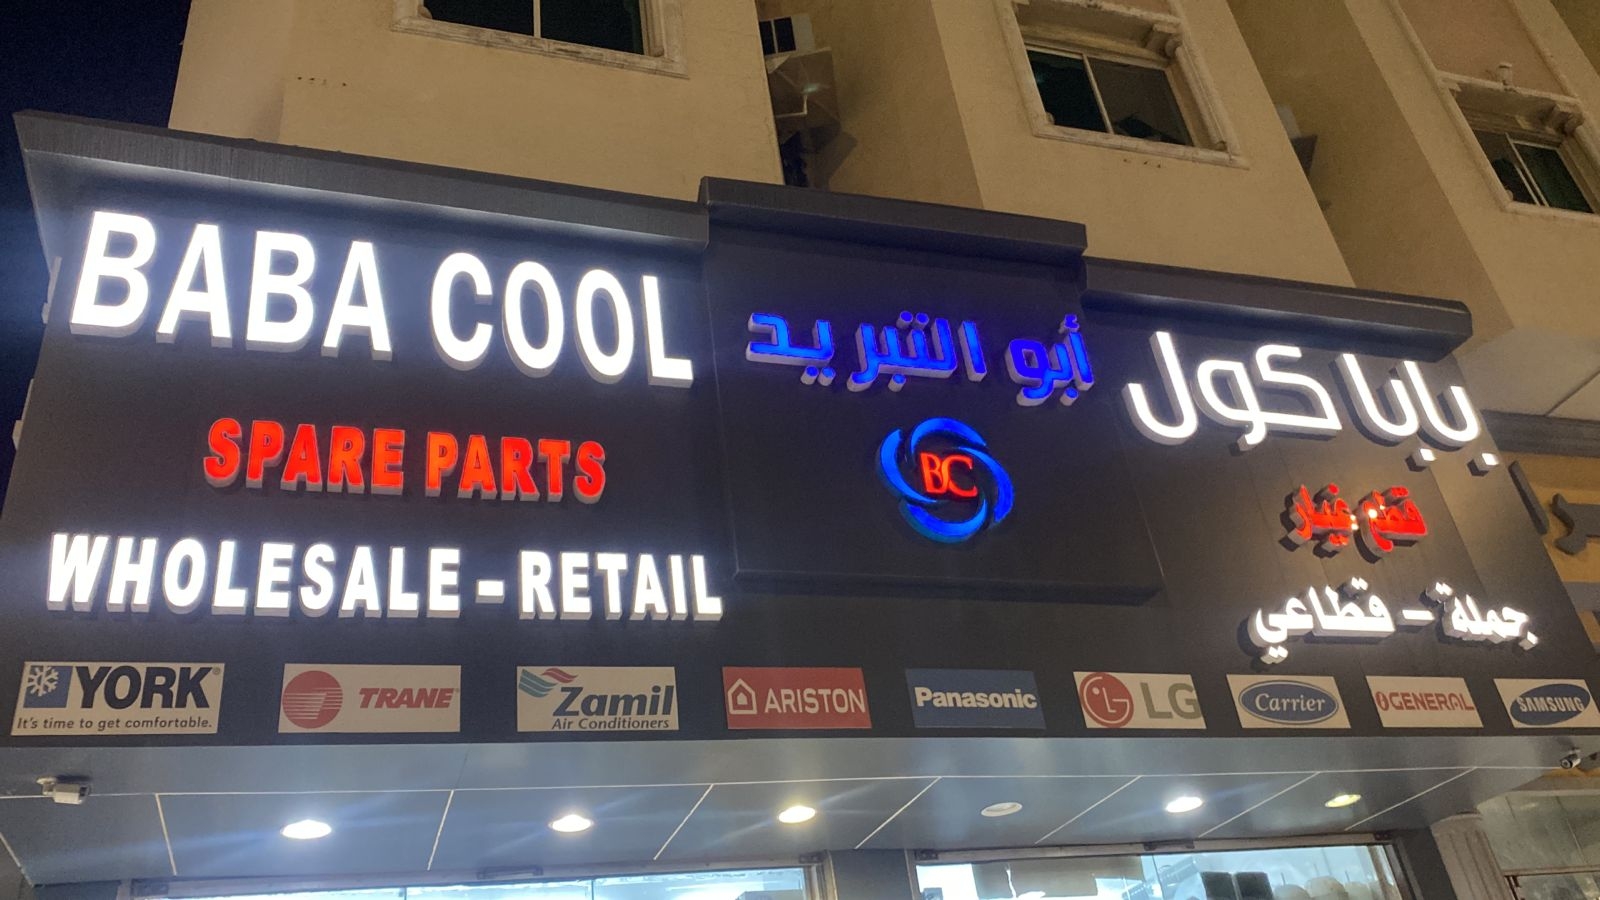 BABA COOL
SPARE PARTS
WHOLESALE - RETAIL
أبو التبريد
BC
بابا كول
قطع غيار
جملة - قطاعي
YORK®
It's time to get comfortable.
TRANE®
Zamil
Air Conditioners
ARISTON
Panasonic
LG
Carrier
GENERAL
SAMSUNG